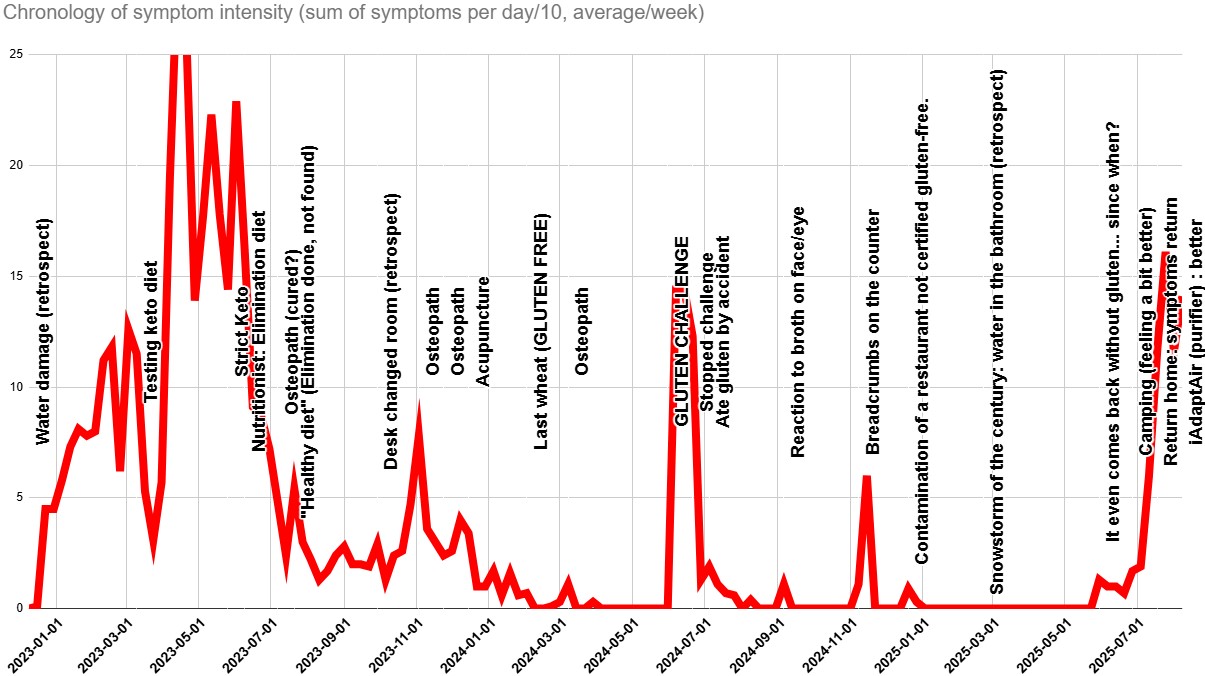 Chronology of symptom intensity (sum of symptoms per day/10, average/week)
25
20
15
10
5
0
Water damage (retrospect)
Testing keto diet
Strict Keto
Nutritionist: Elimination diet
Osteopath (cured?)
"Healthy diet" (Elimination done, not found)
Desk changed room (retrospect)
Osteopath
Osteopath
Acupuncture
Last wheat (GLUTEN FREE)
Osteopath
GLUTEN CHALLENGE
Stopped challenge
Ate gluten by accident
Reaction to broth on face/eye
Breadcrumbs on the counter
Contamination of a restaurant not certified gluten-free.
Snowstorm of the century: water in the bathroom (retrospect)
It even comes back without gluten... since when?
Camping (feeling a bit better)
Return home: symptoms return
iAdaptAir (purifier) : better
2023-01-01
2023-03-01
2023-05-01
2023-07-01
2023-09-01
2023-11-01
2024-01-01
2024-03-01
2024-05-01
2024-07-01
2024-09-01
2024-11-01
2025-01-01
2025-03-01
2025-05-01
2025-07-01